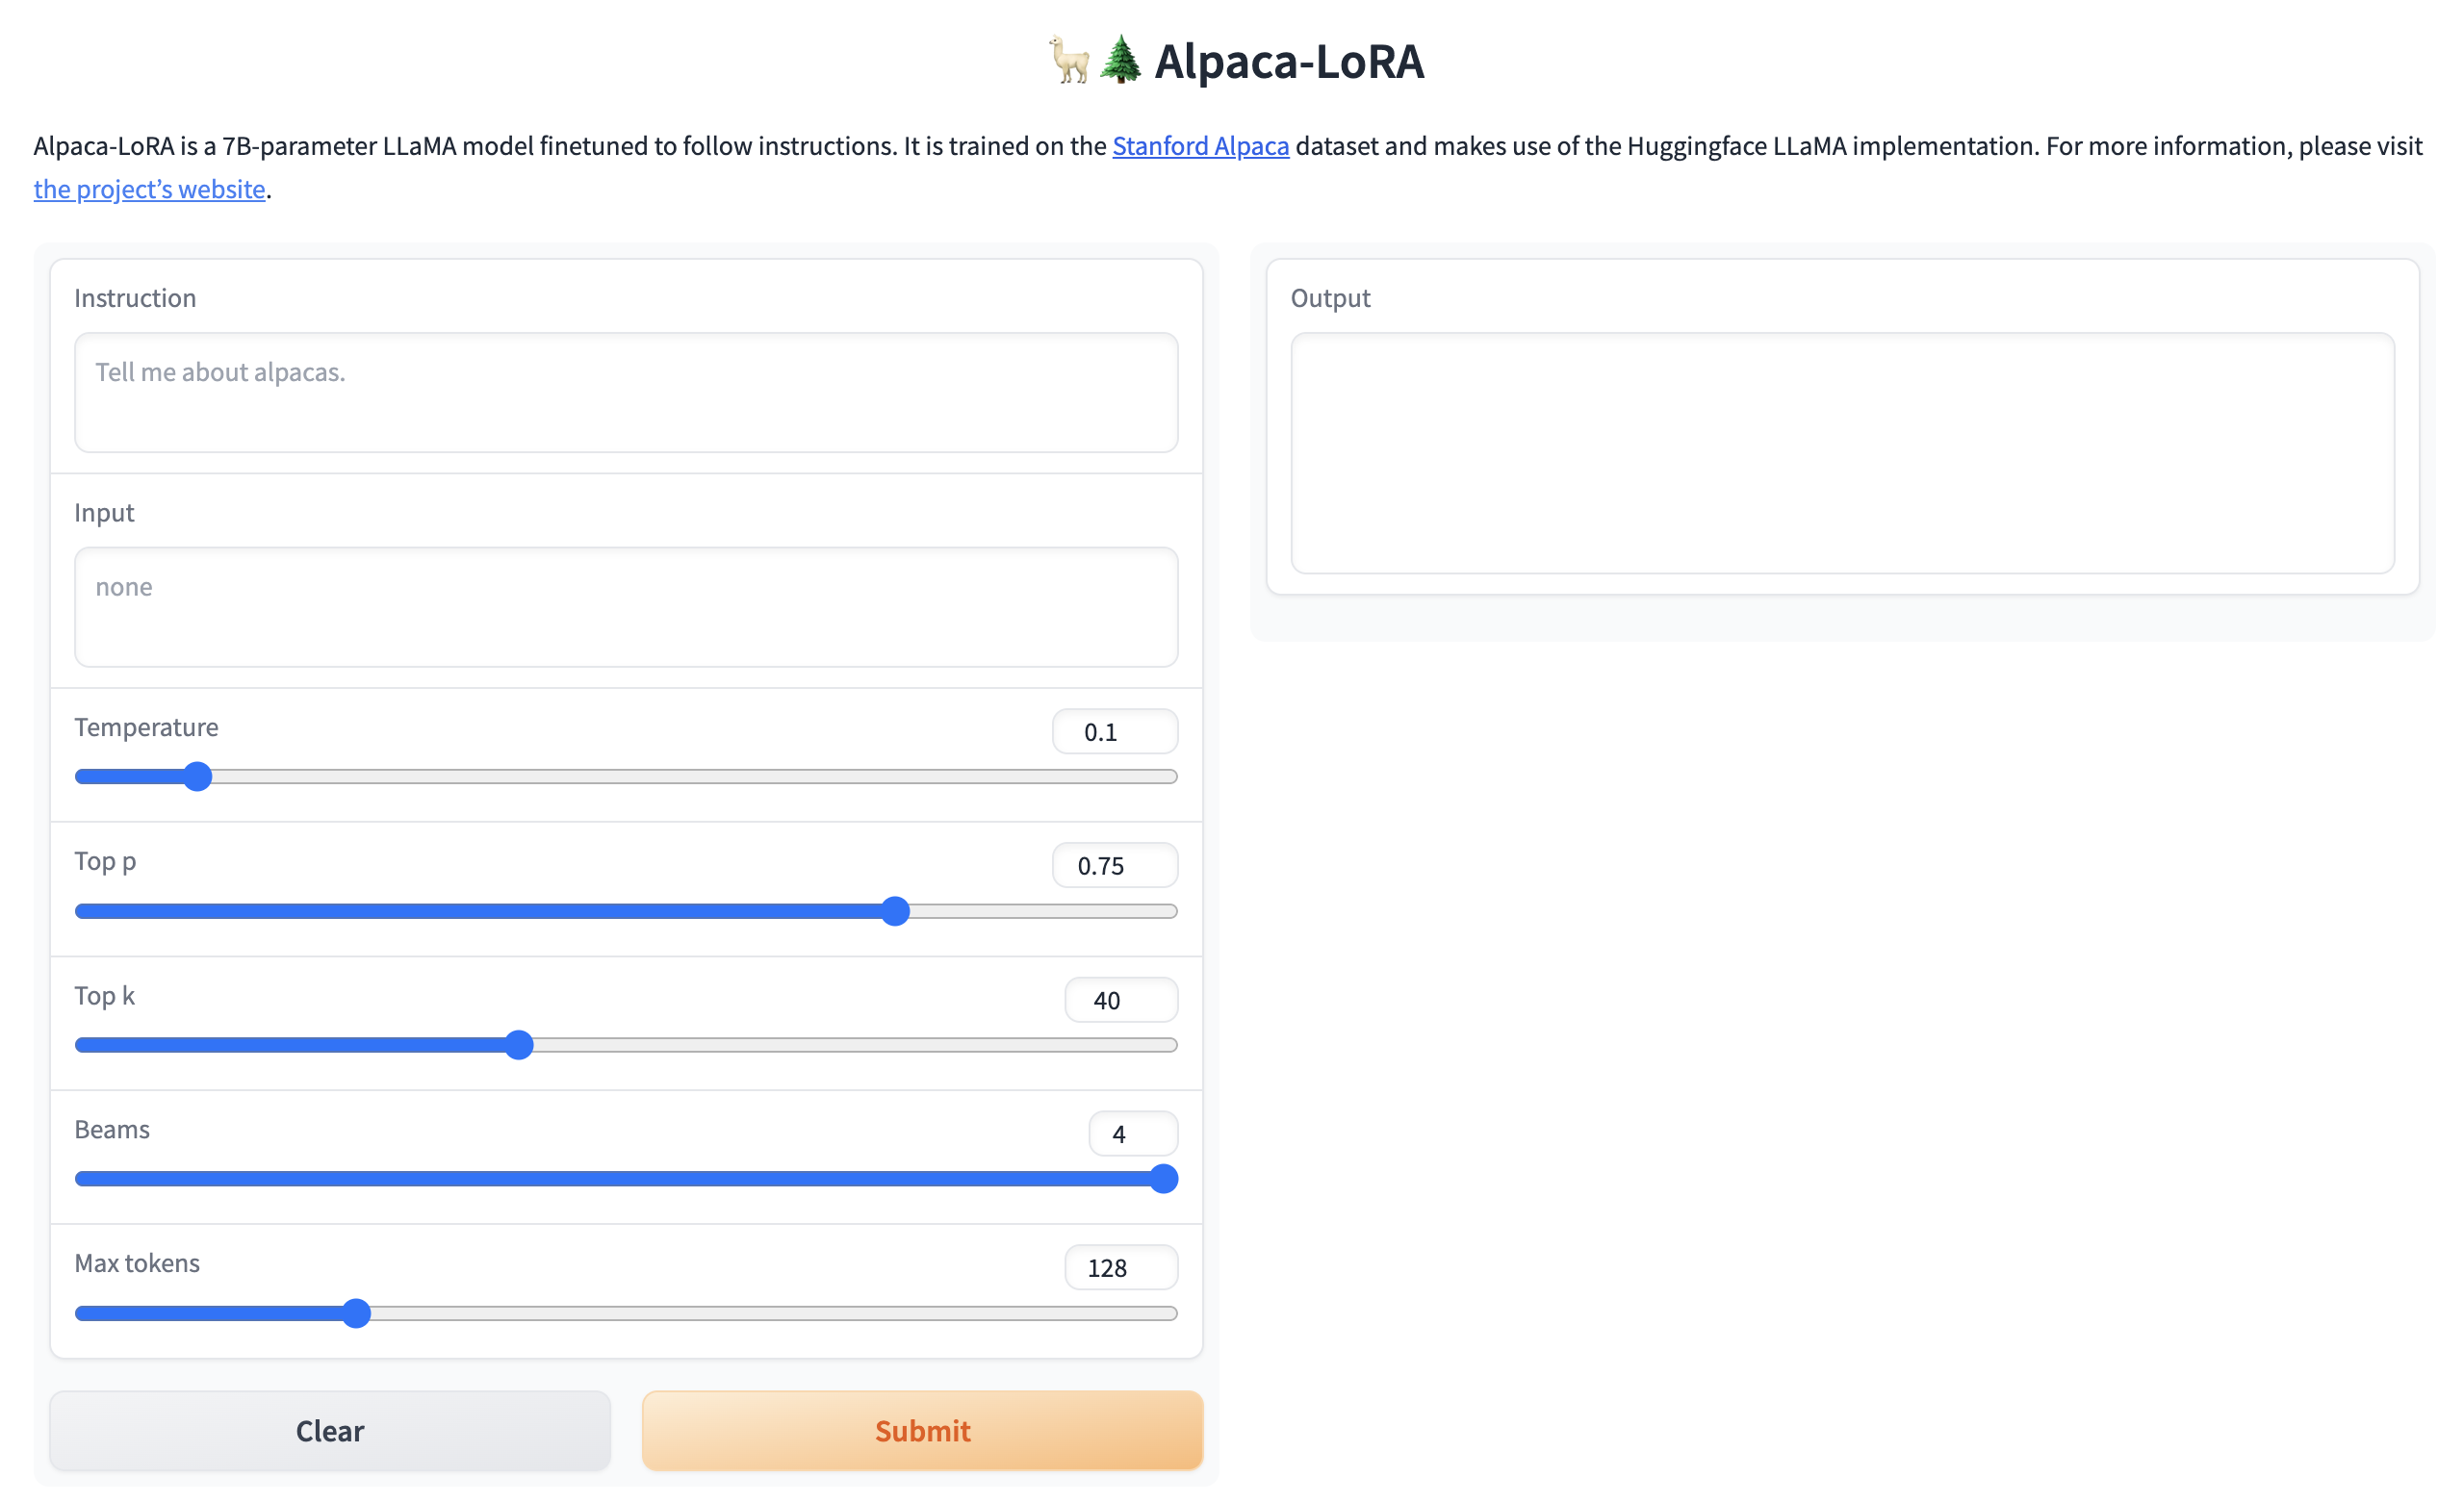 🦙🌲 Alpaca-LoRA
Alpaca-LoRA is a 7B-parameter LLaMA model finetuned to follow instructions. It is trained on the Stanford Alpaca dataset and makes use of the Huggingface LLaMA implementation. For more information, please visit
the project’s website.
Instruction
Tell me about alpacas.
Input
none
Temperature
0.1
Top p
0.75
Top k
40
Beams
4
Max tokens
128
Clear
Submit
Output